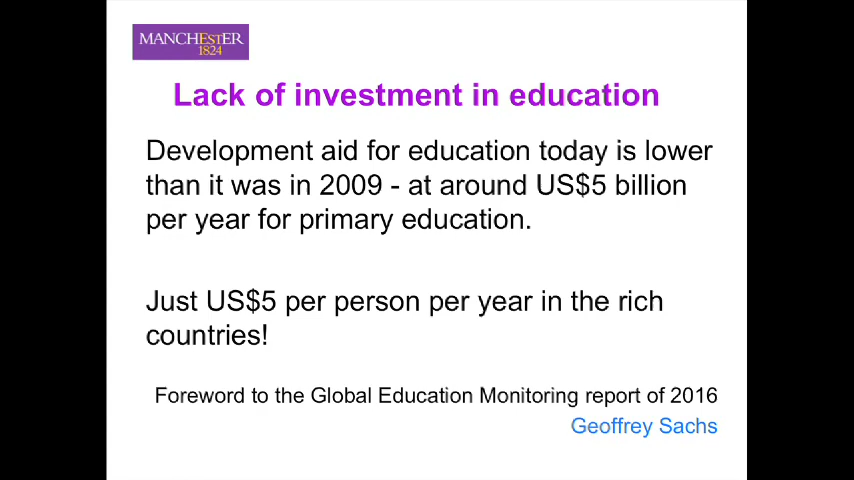 MANCHESTER
1824
Lack of investment in education
Development aid for education today is lower
than it was in 2009 - at around US$5 billion
per year for primary education.
Just US$5 per person per year in the rich
countries!
Foreword to the Global Education Monitoring report of 2016
Geoffrey Sachs